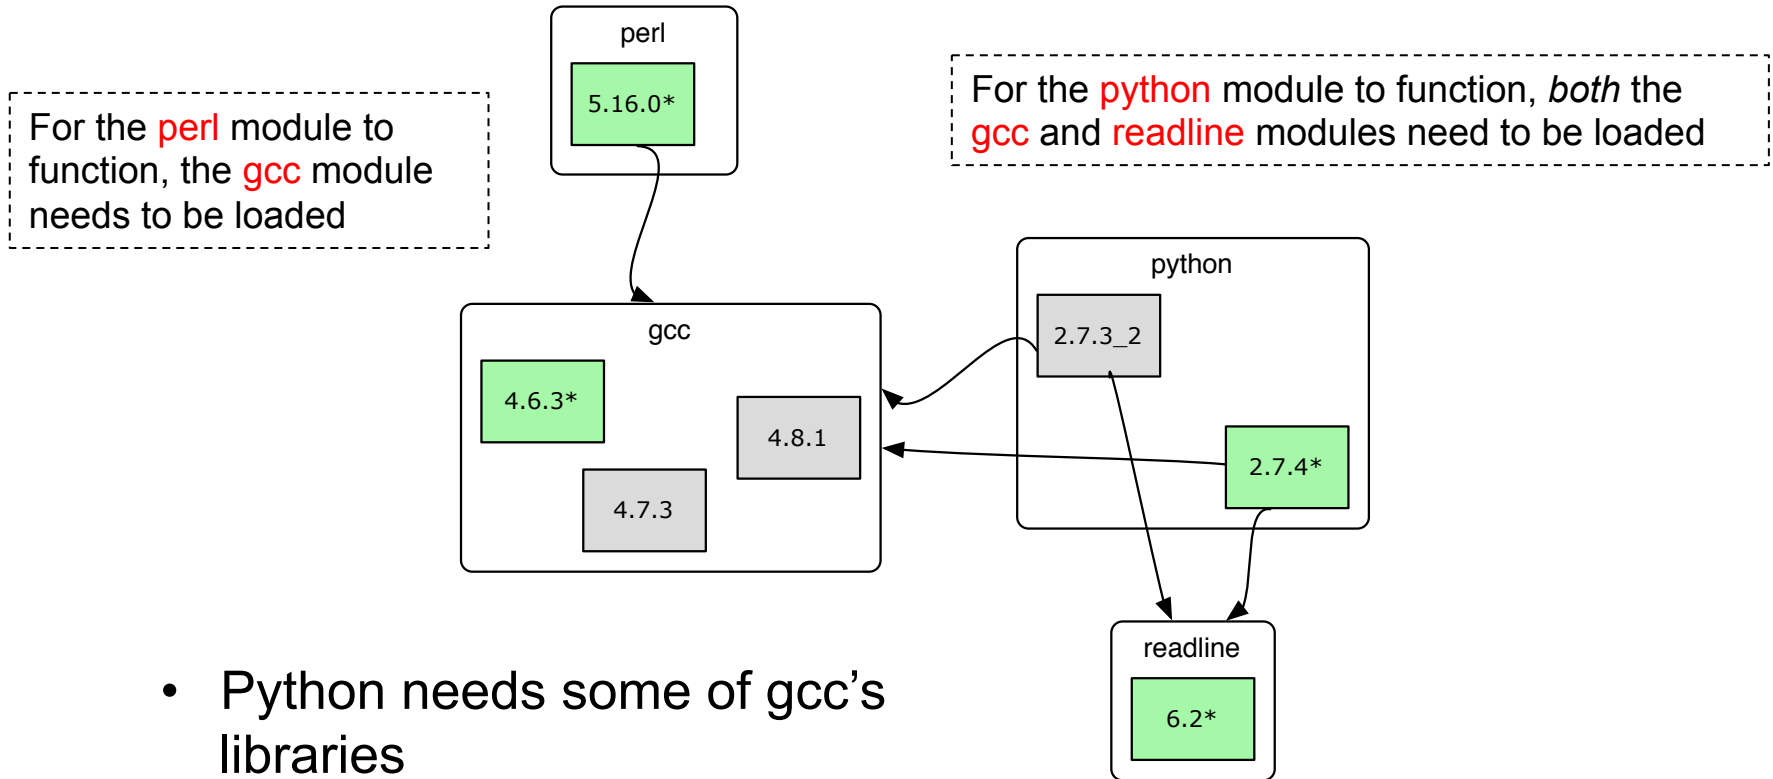 perl
5.16.0*
For the perl module to
function, the gcc module
needs to be loaded
For the python module to function, both the
gcc and readline modules need to be loaded
python
2.7.3_2
2.7.4*
gcc
4.6.3*
4.8.1
4.7.3
readline
6.2*
• Python needs some of gcc’s
libraries